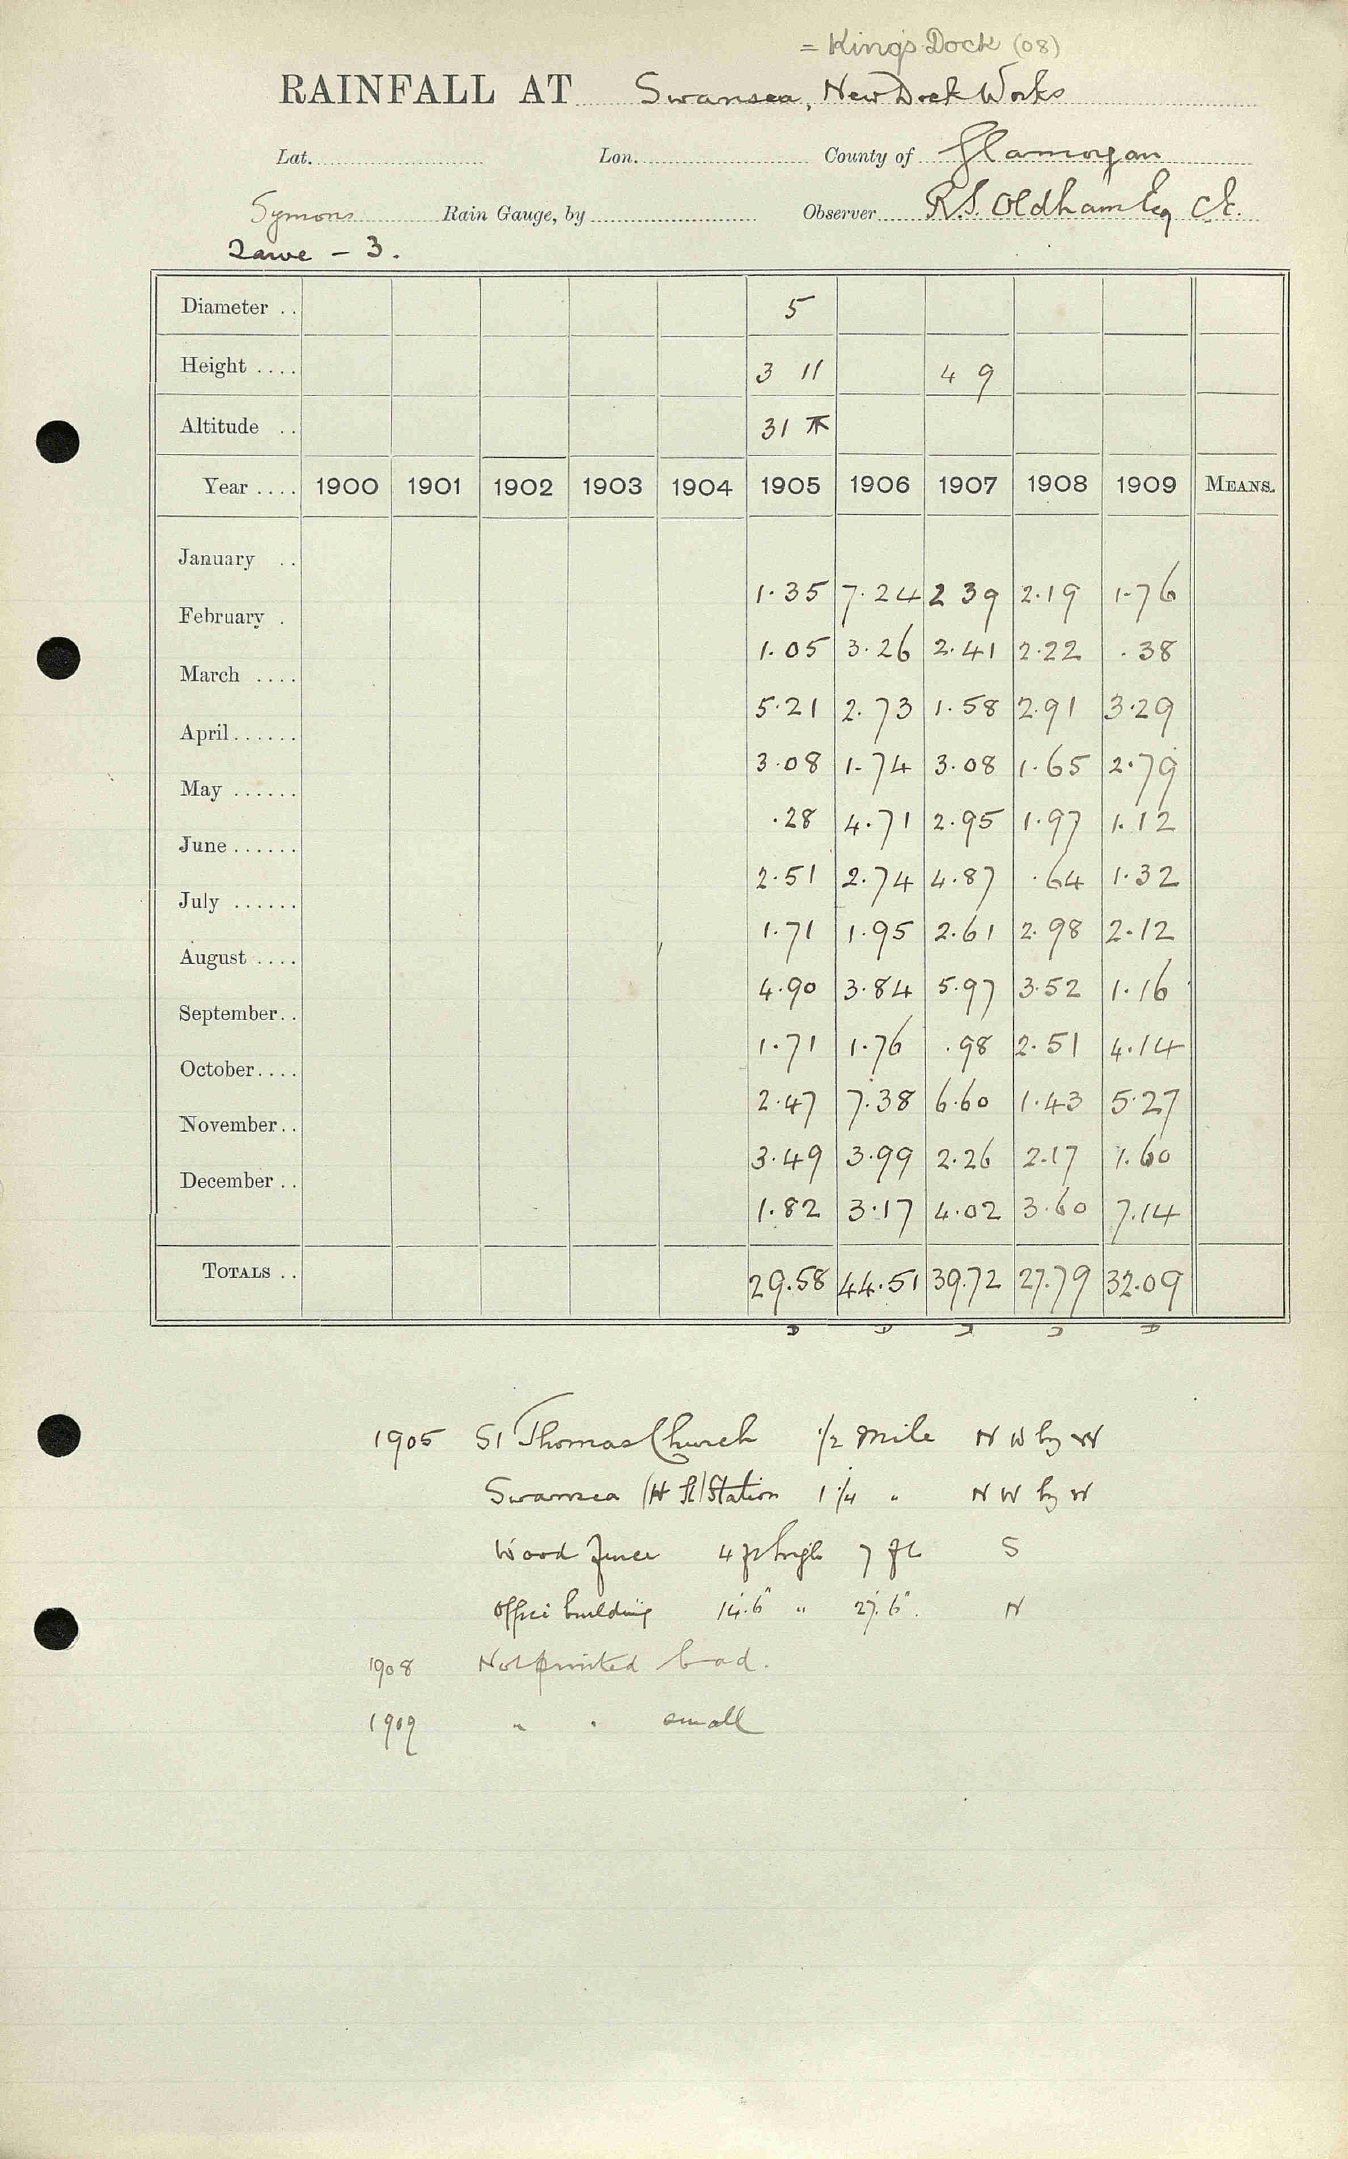 = King's Dock (08)
RAINFALL AT Swansea, New Dock Works
Lat. Lon. County of Glamorgan
Symons Rain Gauge, by Observer R.S. Oldham Esq C.E.
Tawe - 3.
Diameter .. 5
Height .... 3 11 4 9
Altitude .. 31
Year .... 1900 1901 1902 1903 1904 1905 1906 1907 1908 1909 MEANS.
January .. 1.35 7.24 2 39 2.19 1.76
February . 1.05 3.26 2.41 2.22 .38
March .... 5.21 2.73 1.58 2.91 3.29
April...... 3.08 1.74 3.08 1.65 2.79
May ...... .28 4.71 2.95 1.97 1.12
June ...... 2.51 2.74 4.87 .64 1.32
July ...... 1.71 1.95 2.61 2.98 2.12
August .... 4.90 3.84 5.97 3.52 1.16
September.. 1.71 1.76 .98 2.51 4.14
October.... 2.47 7.38 6.60 1.43 5.27
November.. 3.49 3.99 2.26 2.17 1.60
December .. 1.82 3.17 4.02 3.60 7.14
TOTALS .. 29.58 44.51 39.72 27.79 32.09
1905 St Thomas Church 1/2 mile N W by W
Swansea (H St) Station 1 1/4 " N W by W
Wood fence 4 ft high 7 ft S
Office building 14'.6" " 27'.6". N
1908 Not printed bad.
1909 " " small